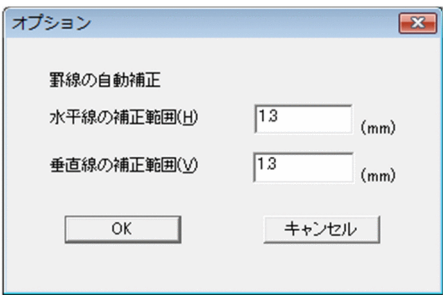 オプション
罫線の自動補正
水平線の補正範囲(H) 1.3 (mm)
垂直線の補正範囲(V) 1.3 (mm)
OK キャンセル